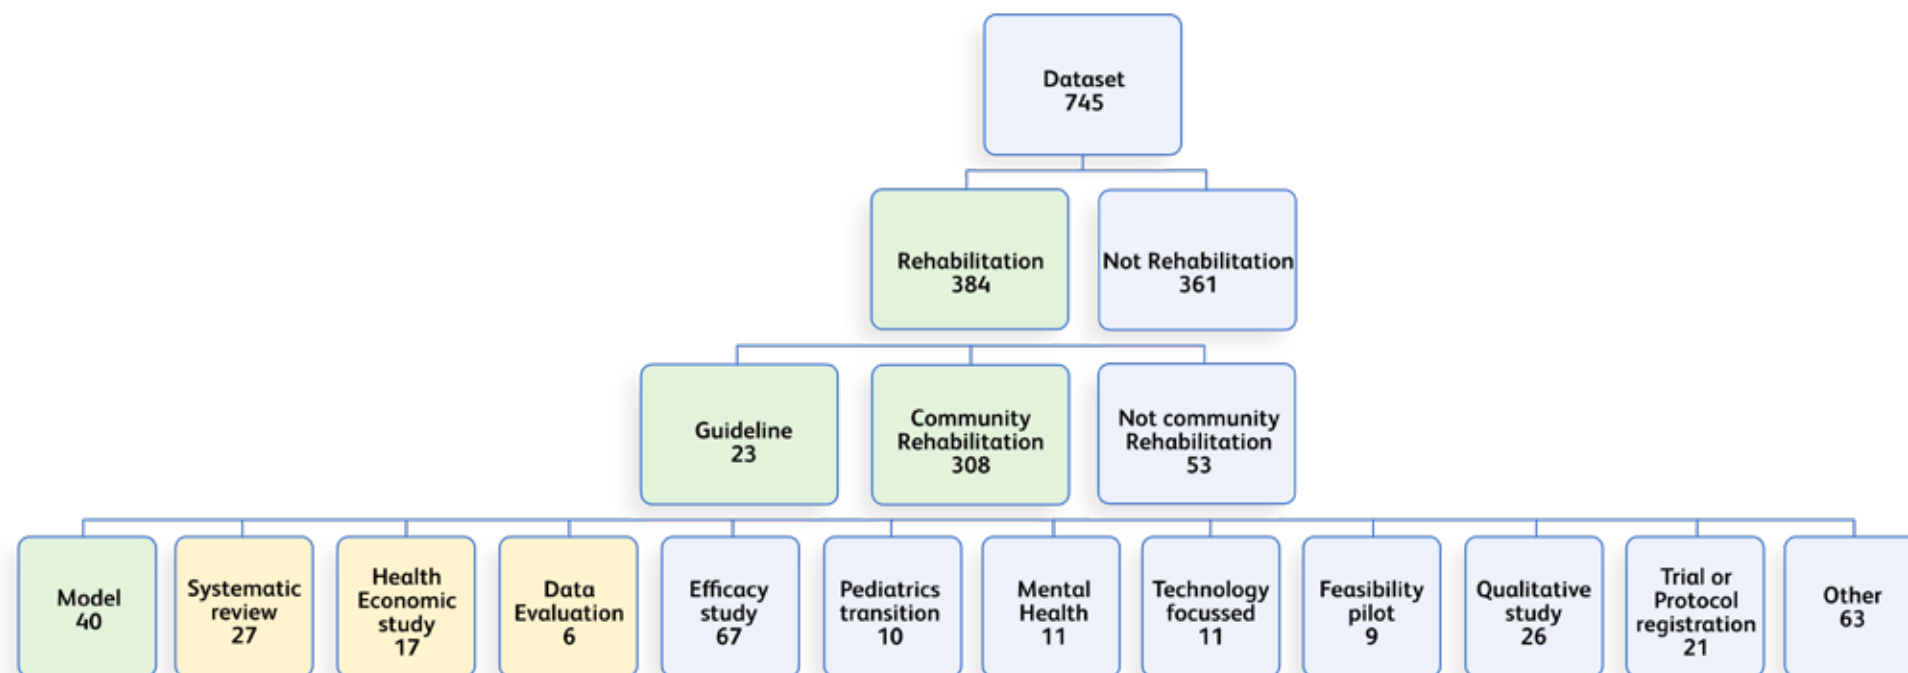 Dataset
745
Rehabilitation
384
Not Rehabilitation
361
Guideline
23
Community
Rehabilitation
308
Not community
Rehabilitation
53
Model
40
Systematic
review
27
Health
Economic
study
17
Data
Evaluation
6
Efficacy
study
67
Pediatrics
transition
10
Mental
Health
11
Technology
focussed
11
Feasibility
pilot
9
Qualitative
study
26
Trial or
Protocol
registration
21
Other
63